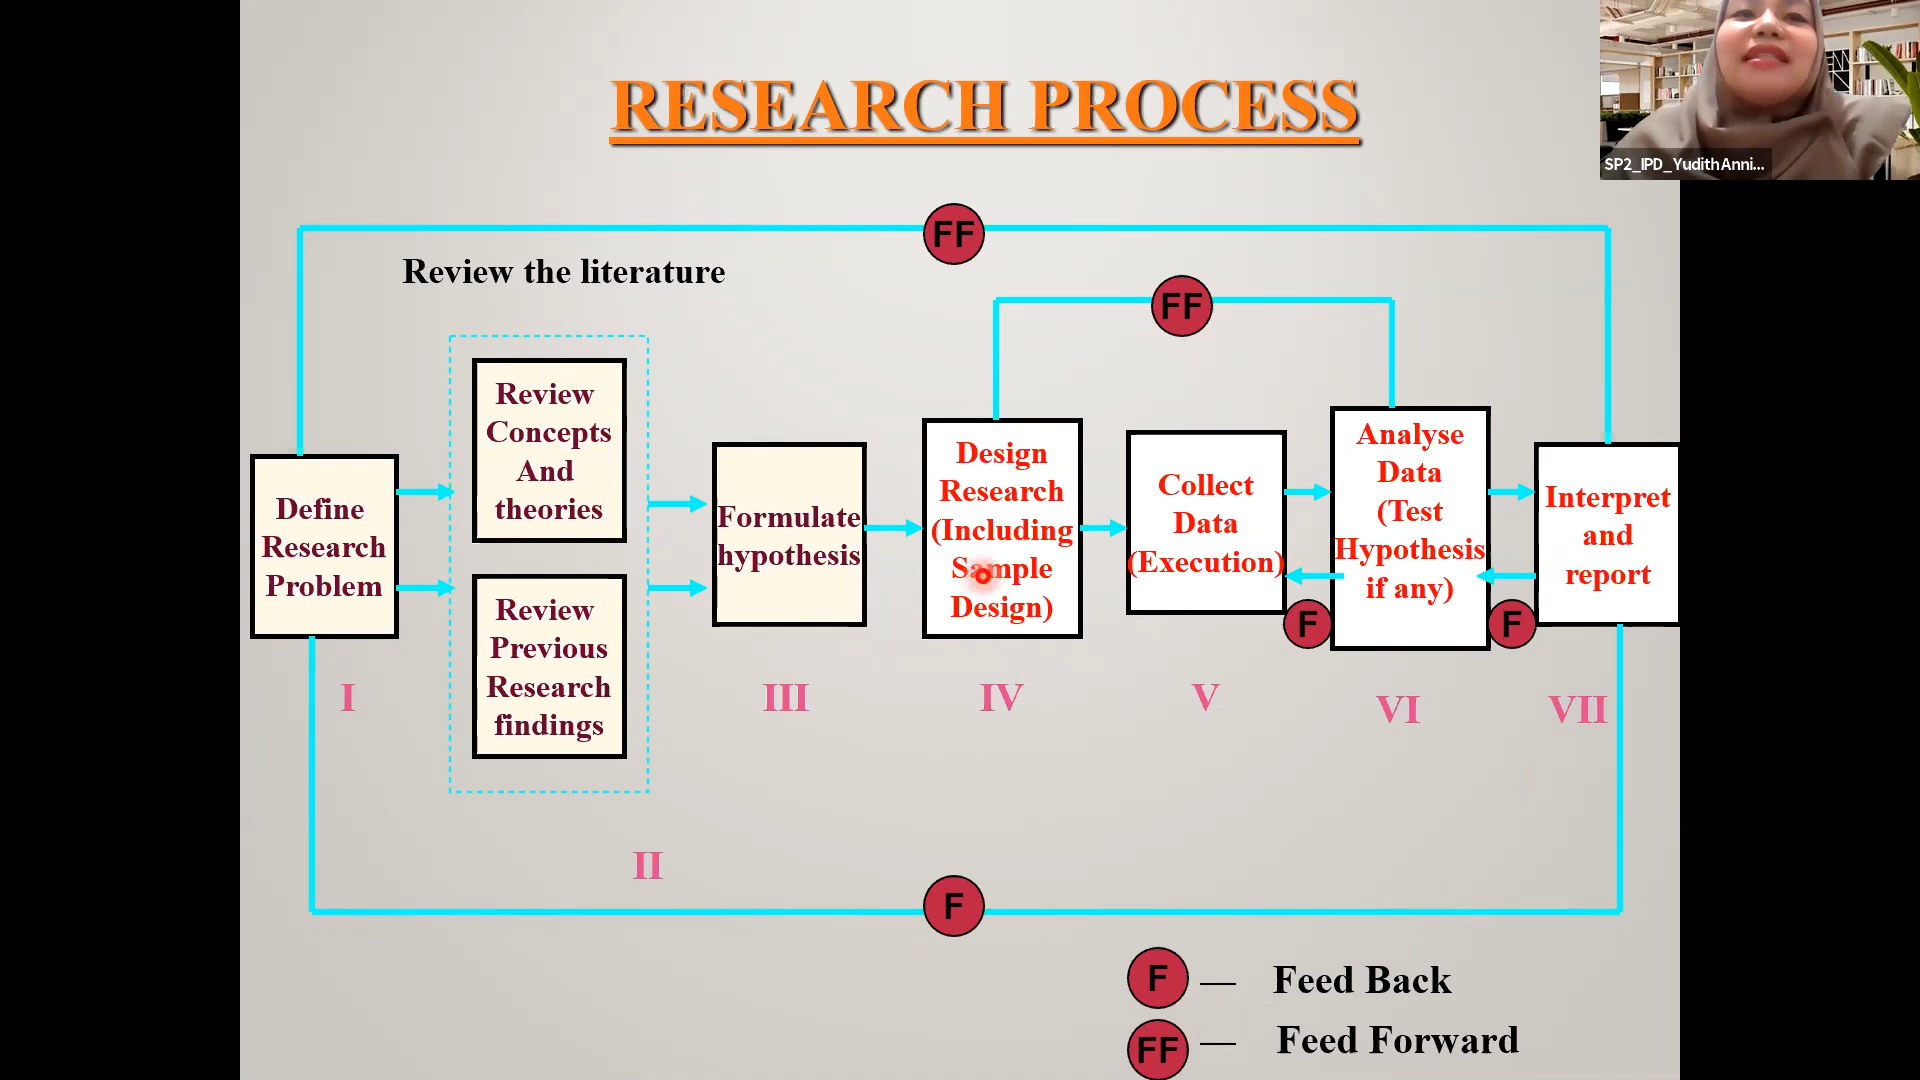 RESEARCH PROCESS
SP2_IPD_YudithAnni...
FF
Review the literature
FF
Define
Research
Problem
I
Review
Concepts
And
theories
Review
Previous
Research
findings
II
Formulate
hypothesis
III
Design
Research
(Including
Sample
Design)
IV
Collect
Data
(Execution)
V
F
Analyse
Data
(Test
Hypothesis
if any)
VI
F
Interpret
and
report
VII
F
F — Feed Back
FF — Feed Forward